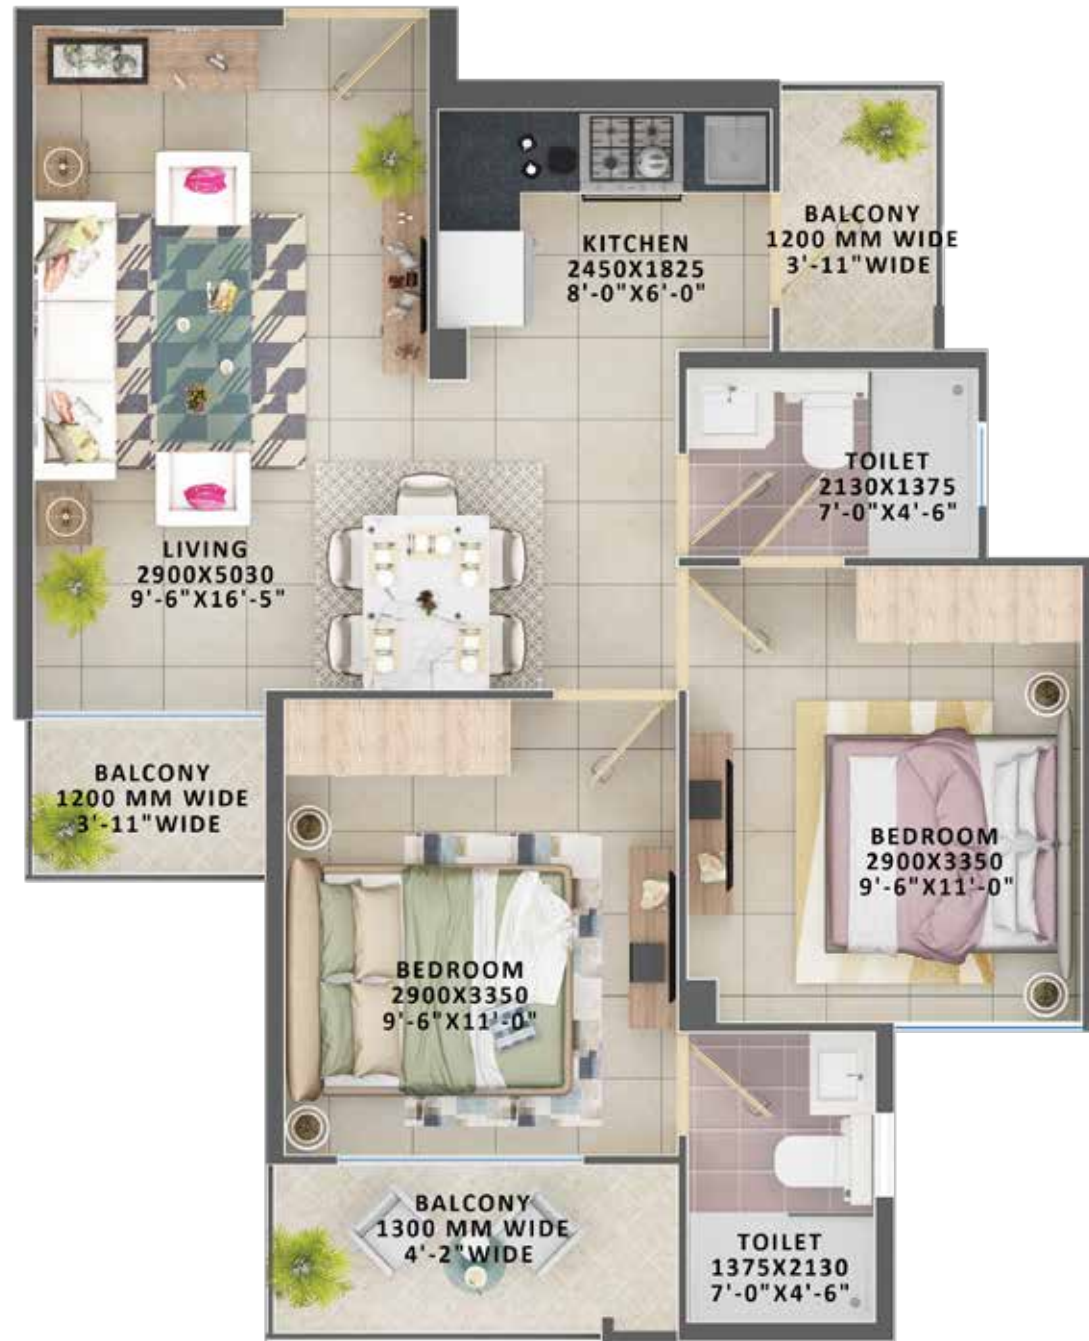 BALCONY
1200 MM WIDE
3'-11"WIDE
KITCHEN
2450X1825
8'-0"X6'-0"
TOILET
2130X1375
7'-0"X4'-6"
LIVING
2900X5030
9'-6"X16'-5"
BALCONY
1200 MM WIDE
3'-11"WIDE
BEDROOM
2900X3350
9'-6"X11'-0"
BEDROOM
2900X3350
9'-6"X11'-0"
BALCONY
1300 MM WIDE
4'-2"WIDE
TOILET
1375X2130
7'-0"X4'-6"